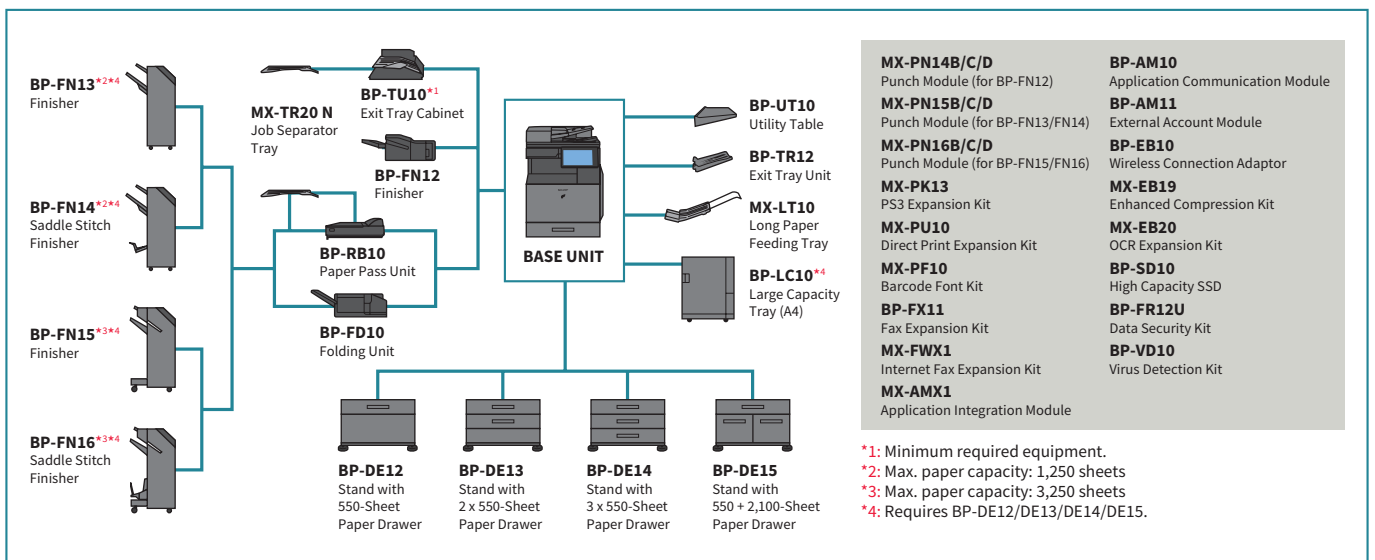 BP-FN13*2*4
Finisher
BP-FN14*2*4
Saddle Stitch
Finisher
BP-FN15*3*4
Finisher
BP-FN16*3*4
Saddle Stitch
Finisher
MX-TR20 N
Job Separator
Tray
BP-TU10*1
Exit Tray Cabinet
BP-FN12
Finisher
BP-RB10
Paper Pass Unit
BP-FD10
Folding Unit
BASE UNIT
BP-UT10
Utility Table
BP-TR12
Exit Tray Unit
MX-LT10
Long Paper
Feeding Tray
BP-LC10*4
Large Capacity
Tray (A4)
BP-DE12
Stand with
550-Sheet
Paper Drawer
BP-DE13
Stand with
2 x 550-Sheet
Paper Drawer
BP-DE14
Stand with
3 x 550-Sheet
Paper Drawer
BP-DE15
Stand with
550 + 2,100-Sheet
Paper Drawer
MX-PN14B/C/D
Punch Module (for BP-FN12)
MX-PN15B/C/D
Punch Module (for BP-FN13/FN14)
MX-PN16B/C/D
Punch Module (for BP-FN15/FN16)
MX-PK13
PS3 Expansion Kit
MX-PU10
Direct Print Expansion Kit
MX-PF10
Barcode Font Kit
BP-FX11
Fax Expansion Kit
MX-FWX1
Internet Fax Expansion Kit
MX-AMX1
Application Integration Module
BP-AM10
Application Communication Module
BP-AM11
External Account Module
BP-EB10
Wireless Connection Adaptor
MX-EB19
Enhanced Compression Kit
MX-EB20
OCR Expansion Kit
BP-SD10
High Capacity SSD
BP-FR12U
Data Security Kit
BP-VD10
Virus Detection Kit
*1: Minimum required equipment.
*2: Max. paper capacity: 1,250 sheets
*3: Max. paper capacity: 3,250 sheets
*4: Requires BP-DE12/DE13/DE14/DE15.